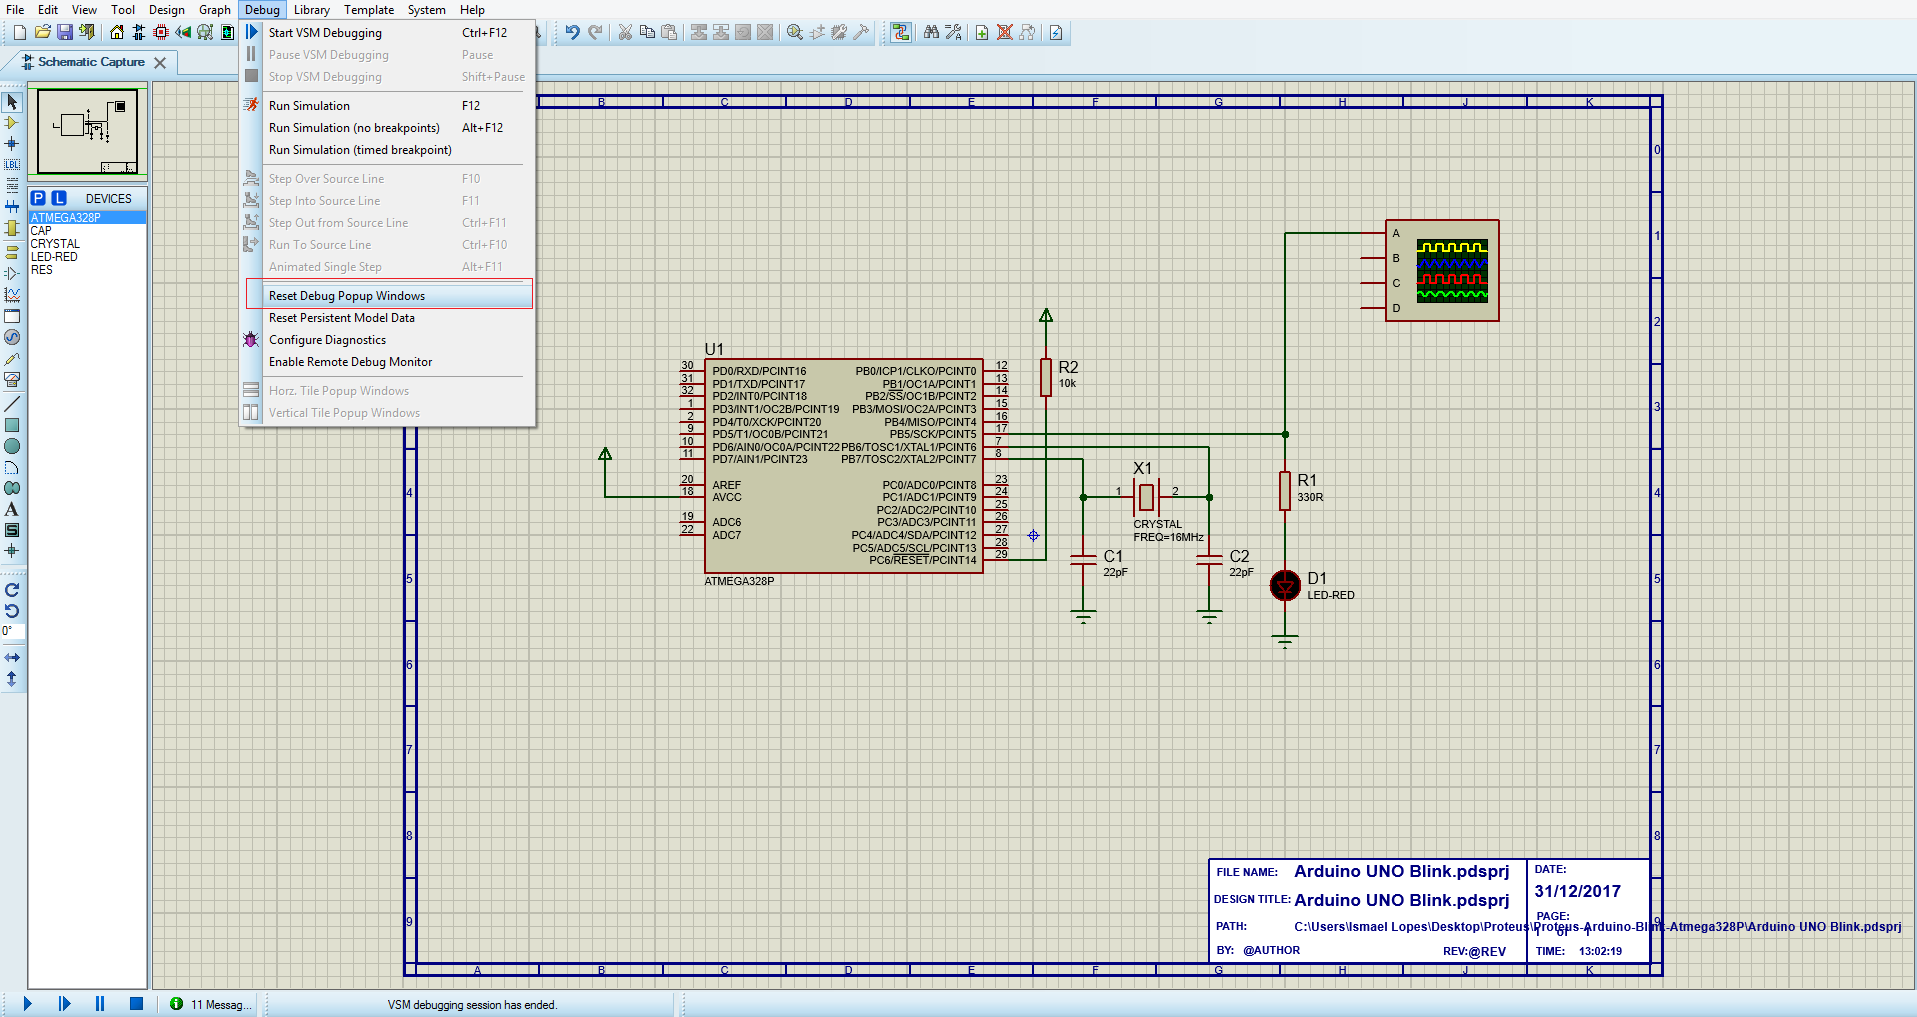 File Edit View Tool Design Graph Debug Library Template System Help
Schematic Capture
Start VSM Debugging Ctrl+F12
Pause VSM Debugging Pause
Stop VSM Debugging Shift+Pause
Run Simulation F12
Run Simulation (no breakpoints) Alt+F12
Run Simulation (timed breakpoint)
Step Over Source Line F10
Step Into Source Line F11
Step Out from Source Line Ctrl+F11
Run To Source Line Ctrl+F10
Animated Single Step Alt+F11
Reset Debug Popup Windows
Reset Persistent Model Data
Configure Diagnostics
Enable Remote Debug Monitor
Horz. Tile Popup Windows
Vertical Tile Popup Windows
LBL
P L DEVICES
ATMEGA328P
CAP
CRYSTAL
LED-RED
RES
A
S
0°
B C D E F G H J K
0
1
2
3
4
5
6
7
8
9
4
5
6
7
8
9
A
B
C
D
U1
30 PD0/RXD/PCINT16 PB0/ICP1/CLKO/PCINT0 12
31 PD1/TXD/PCINT17 PB1/OC1A/PCINT1 13
32 PD2/INT0/PCINT18 PB2/SS/OC1B/PCINT2 14
1 PD3/INT1/OC2B/PCINT19 PB3/MOSI/OC2A/PCINT3 15
2 PD4/T0/XCK/PCINT20 PB4/MISO/PCINT4 16
9 PD5/T1/OC0B/PCINT21 PB5/SCK/PCINT5 17
10 PD6/AIN0/OC0A/PCINT22 PB6/TOSC1/XTAL1/PCINT6 7
11 PD7/AIN1/PCINT23 PB7/TOSC2/XTAL2/PCINT7 8
20 AREF PC0/ADC0/PCINT8 23
18 AVCC PC1/ADC1/PCINT9 24
PC2/ADC2/PCINT10 25
19 ADC6 PC3/ADC3/PCINT11 26
22 ADC7 PC4/ADC4/SDA/PCINT12 27
PC5/ADC5/SCL/PCINT13 28
PC6/RESET/PCINT14 29
ATMEGA328P
R2
10k
X1
1 2
CRYSTAL
FREQ=16MHz
C1
22pF
C2
22pF
R1
330R
D1
LED-RED
FILE NAME: Arduino UNO Blink.pdsprj
DESIGN TITLE: Arduino UNO Blink.pdsprj
PATH: C:\Users\Ismael Lopes\Desktop\Proteus\Proteus-Arduino-Blink-Atmega328P\Arduino UNO Blink.pdsprj
BY: @AUTHOR REV:@REV
DATE:
31/12/2017
PAGE:
1 of 1
TIME: 13:02:19
A B C D E F G H J K
11 Messag... VSM debugging session has ended.